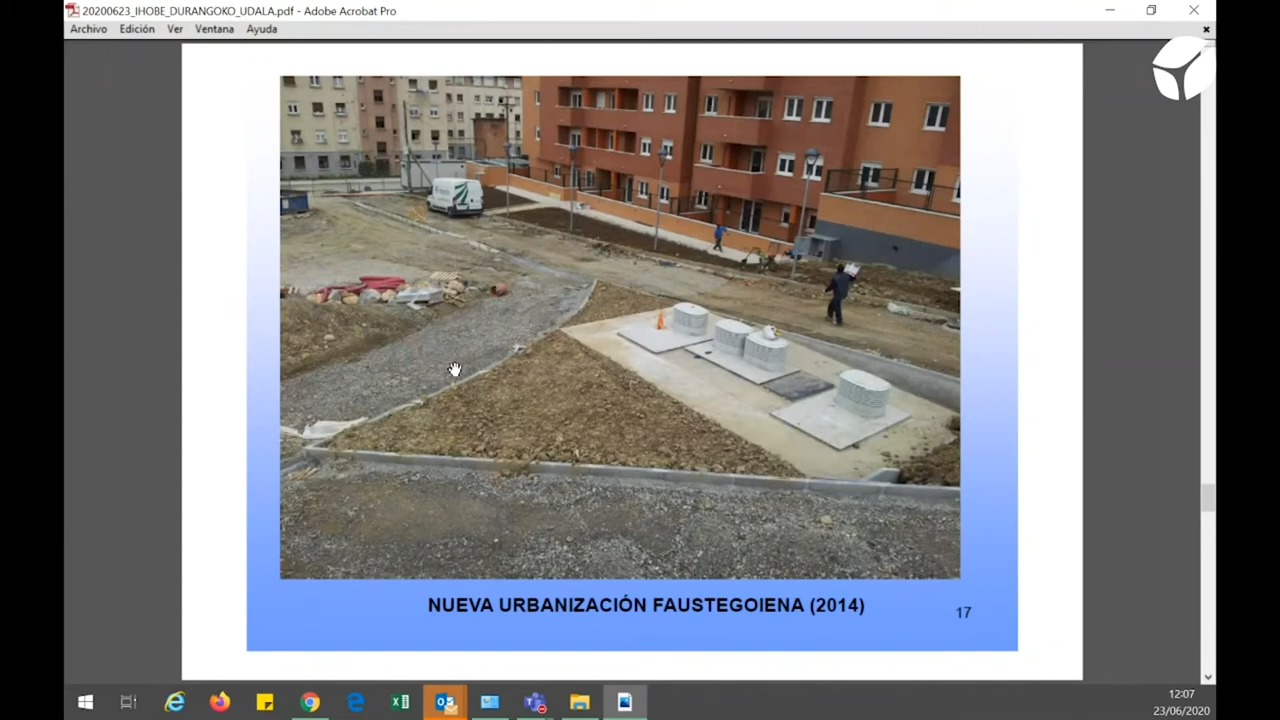 20200623_IHOBE_DURANGOKO_UDALA.pdf - Adobe Acrobat Pro
Archivo Edición Ver Ventana Ayuda
NUEVA URBANIZACIÓN FAUSTEGOIENA (2014)
17
12:07
23/06/2020